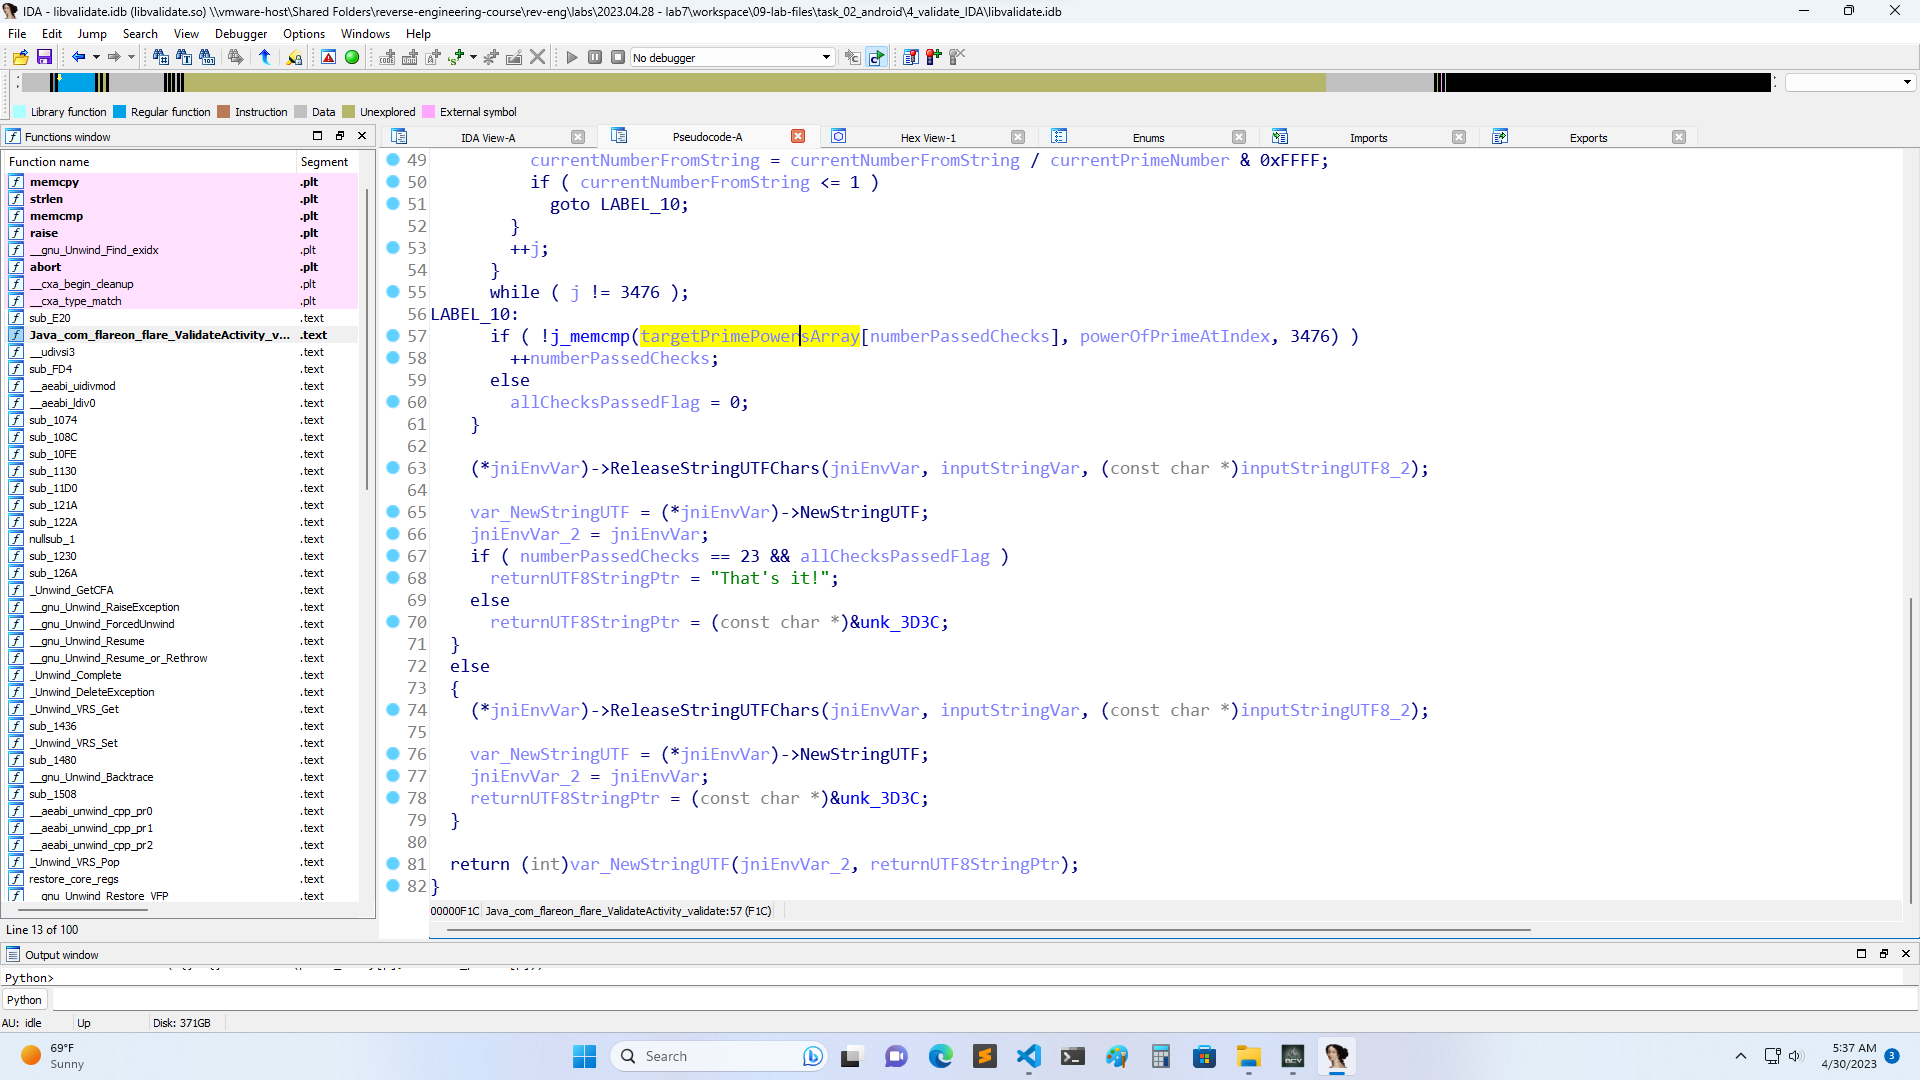 IDA - libvalidate.idb (libvalidate.so) \\vmware-host\Shared Folders\reverse-engineering-course\rev-eng\labs\2023.04.28 - lab7\workspace\09-lab-files\task_02_android\4_validate_IDA\libvalidate.idb
File Edit Jump Search View Debugger Options Windows Help
No debugger
Library function Regular function Instruction Data Unexplored External symbol
Functions window
IDA View-A Pseudocode-A Hex View-1 Enums Imports Exports
Function name Segment
memcpy .plt
strlen .plt
memcmp .plt
raise .plt
__gnu_Unwind_Find_exidx .plt
abort .plt
__cxa_begin_cleanup .plt
__cxa_type_match .plt
sub_E20 .text
Java_com_flareon_flare_ValidateActivity_v... .text
__udivsi3 .text
sub_FD4 .text
__aeabi_uidivmod .text
__aeabi_ldiv0 .text
sub_1074 .text
sub_108C .text
sub_10FE .text
sub_1130 .text
sub_11D0 .text
sub_121A .text
sub_122A .text
nullsub_1 .text
sub_1230 .text
sub_126A .text
_Unwind_GetCFA .text
__gnu_Unwind_RaiseException .text
__gnu_Unwind_ForcedUnwind .text
__gnu_Unwind_Resume .text
__gnu_Unwind_Resume_or_Rethrow .text
_Unwind_Complete .text
_Unwind_DeleteException .text
_Unwind_VRS_Get .text
sub_1436 .text
_Unwind_VRS_Set .text
sub_1480 .text
__gnu_Unwind_Backtrace .text
sub_1508 .text
__aeabi_unwind_cpp_pr0 .text
__aeabi_unwind_cpp_pr1 .text
__aeabi_unwind_cpp_pr2 .text
_Unwind_VRS_Pop .text
restore_core_regs .text
gnu_Unwind_Restore_VFP .text
Line 13 of 100
49 currentNumberFromString = currentNumberFromString / currentPrimeNumber & 0xFFFF;
50 if ( currentNumberFromString <= 1 )
51 goto LABEL_10;
52 }
53 ++j;
54 }
55 while ( j != 3476 );
56 LABEL_10:
57 if ( !j_memcmp(targetPrimePowersArray[numberPassedChecks], powerOfPrimeAtIndex, 3476) )
58 ++numberPassedChecks;
59 else
60 allChecksPassedFlag = 0;
61 }
62
63 (*jniEnvVar)->ReleaseStringUTFChars(jniEnvVar, inputStringVar, (const char *)inputStringUTF8_2);
64
65 var_NewStringUTF = (*jniEnvVar)->NewStringUTF;
66 jniEnvVar_2 = jniEnvVar;
67 if ( numberPassedChecks == 23 && allChecksPassedFlag )
68 returnUTF8StringPtr = "That's it!";
69 else
70 returnUTF8StringPtr = (const char *)&unk_3D3C;
71 }
72 else
73 {
74 (*jniEnvVar)->ReleaseStringUTFChars(jniEnvVar, inputStringVar, (const char *)inputStringUTF8_2);
75
76 var_NewStringUTF = (*jniEnvVar)->NewStringUTF;
77 jniEnvVar_2 = jniEnvVar;
78 returnUTF8StringPtr = (const char *)&unk_3D3C;
79 }
80
81 return (int)var_NewStringUTF(jniEnvVar_2, returnUTF8StringPtr);
82 }
00000F1C Java_com_flareon_flare_ValidateActivity_validate:57 (F1C)
Output window
Python>
Python
AU: idle Up Disk: 371GB
69°F
Sunny
Search
5:37 AM
4/30/2023
3